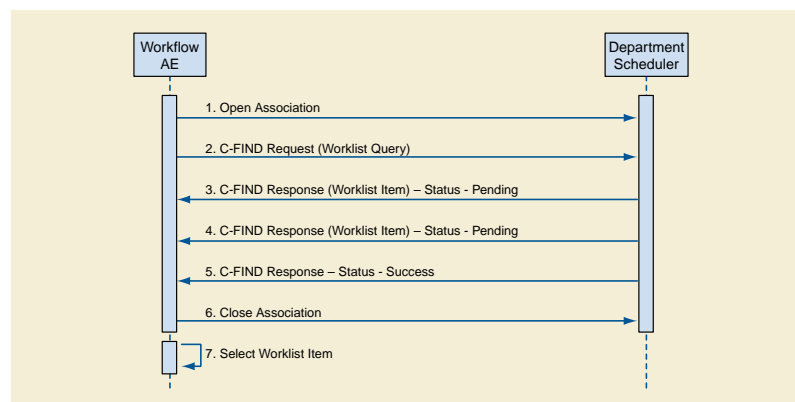 Workflow
AE
Department
Scheduler
1. Open Association
2. C-FIND Request (Worklist Query)
3. C-FIND Response (Worklist Item) – Status - Pending
4. C-FIND Response (Worklist Item) – Status - Pending
5. C-FIND Response – Status - Success
6. Close Association
7. Select Worklist Item